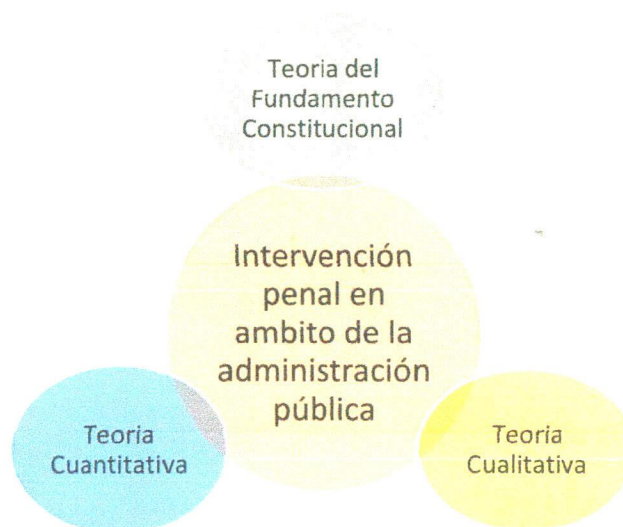 Teoria del
Fundamento
Constitucional
Intervención
penal en
ambito de la
administración
pública
Teoria
Cuantitativa
Teoria
Cualitativa